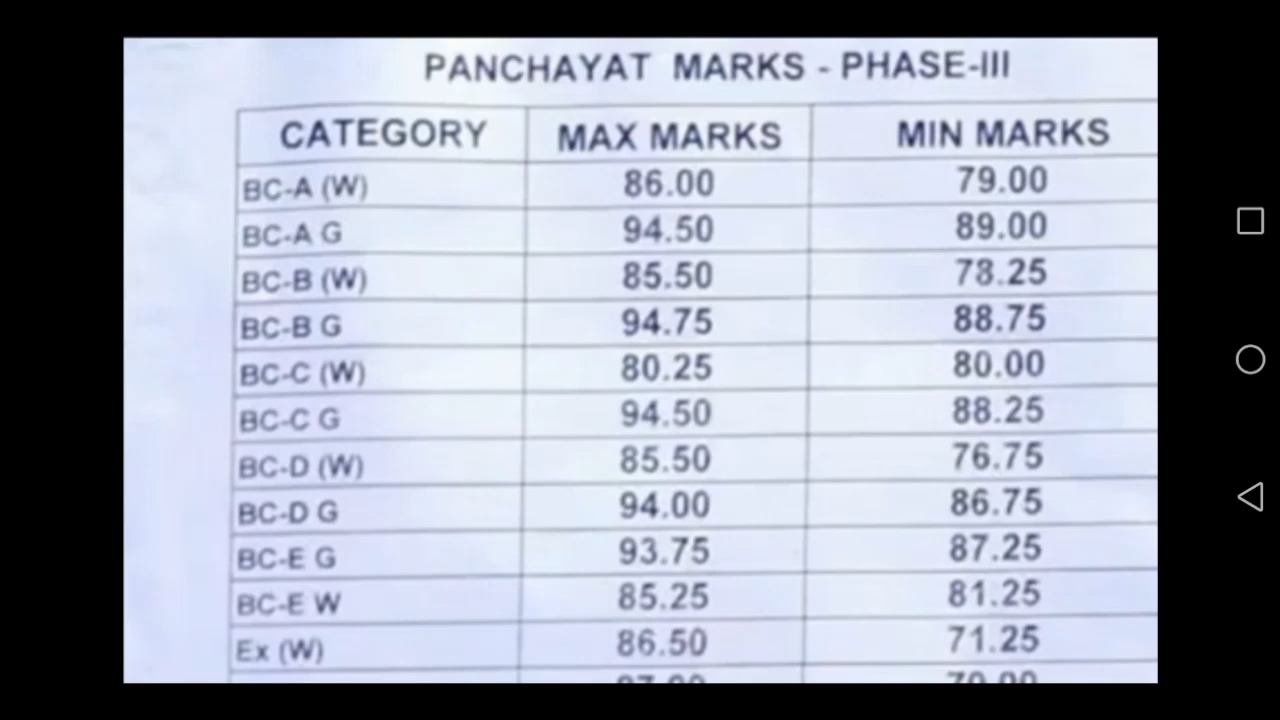 PANCHAYAT MARKS - PHASE-III
CATEGORY MAX MARKS MIN MARKS
BC-A (W) 86.00 79.00
BC-A G 94.50 89.00
BC-B (W) 85.50 78.25
BC-B G 94.75 88.75
BC-C (W) 80.25 80.00
BC-C G 94.50 88.25
BC-D (W) 85.50 76.75
BC-D G 94.00 86.75
BC-E G 93.75 87.25
BC-E W 85.25 81.25
Ex (W) 86.50 71.25